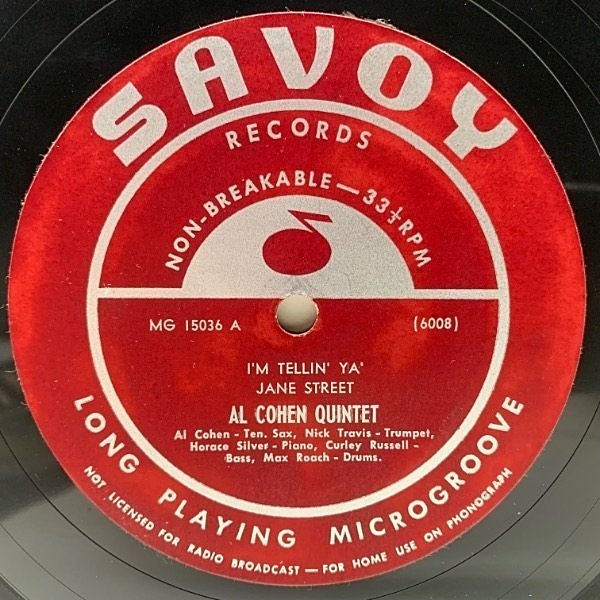 SAVOY
RECORDS
NON-BREAKABLE — 33⅓ RPM
MG 15036 A (6008)
I'M TELLIN' YA'
JANE STREET
AL COHEN QUINTET
Al Cohen - Ten. Sax, Nick Travis - Trumpet,
Horace Silver - Piano, Curley Russell -
Bass, Max Roach - Drums.
LONG PLAYING MICROGROOVE
NOT LICENSED FOR RADIO BROADCAST — FOR HOME USE ON PHONOGRAPH